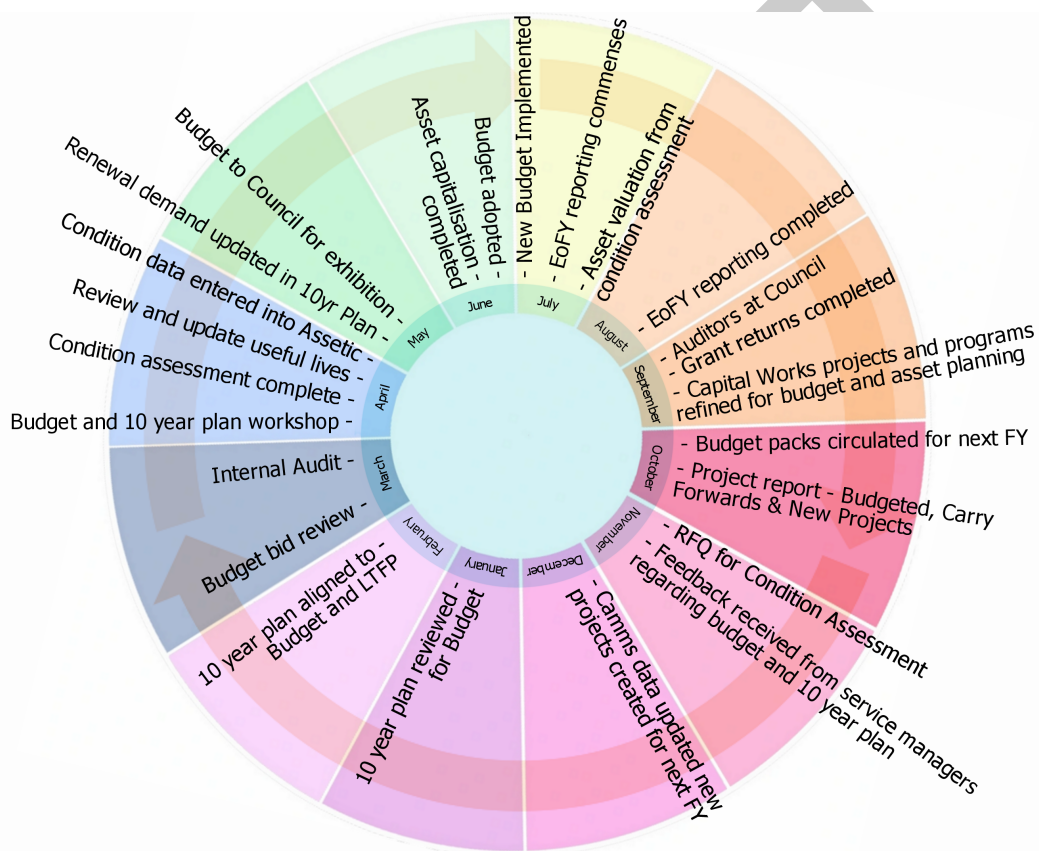 July
- New Budget Implemented
- EoFY reporting commenses
- Asset valuation from
condition assessment
August
- EoFY reporting completed
September
- Auditors at Council
- Grant returns completed
- Capital Works projects and programs
refined for budget and asset planning
October
- Budget packs circulated for next FY
- Project report - Budgeted, Carry
Forwards & New Projects
November
- RFQ for Condition Assessment
- Feedback received from service managers
regarding budget and 10 year plan
December
- Camms data updated new
projects created for next FY
January
10 year plan reviewed -
for Budget
February
10 year plan aligned to -
Budget and LTFP
March
Budget bid review -
Internal Audit -
April
Budget and 10 year plan workshop -
Condition assessment complete -
Review and update useful lives -
Condition data entered into Assetic -
May
Renewal demand updated in 10yr Plan -
Budget to Council for exhibition -
June
Asset capitalisation -
completed
Budget adopted -